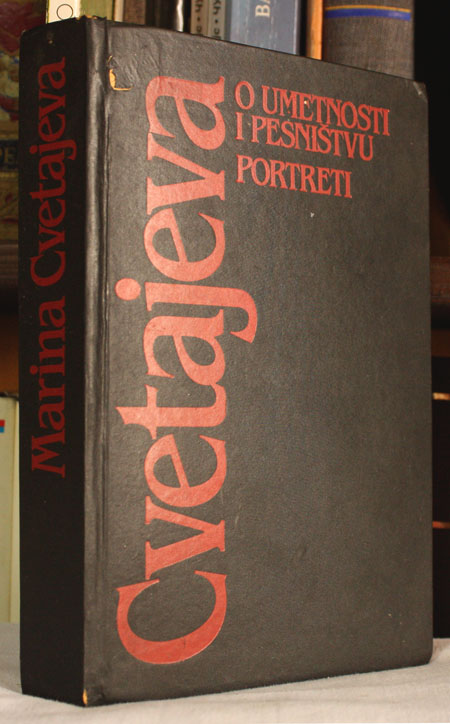 Marina Cvetajeva
Cvetajeva
O UMETNOSTI
I PESNIŠTVU
PORTRETI